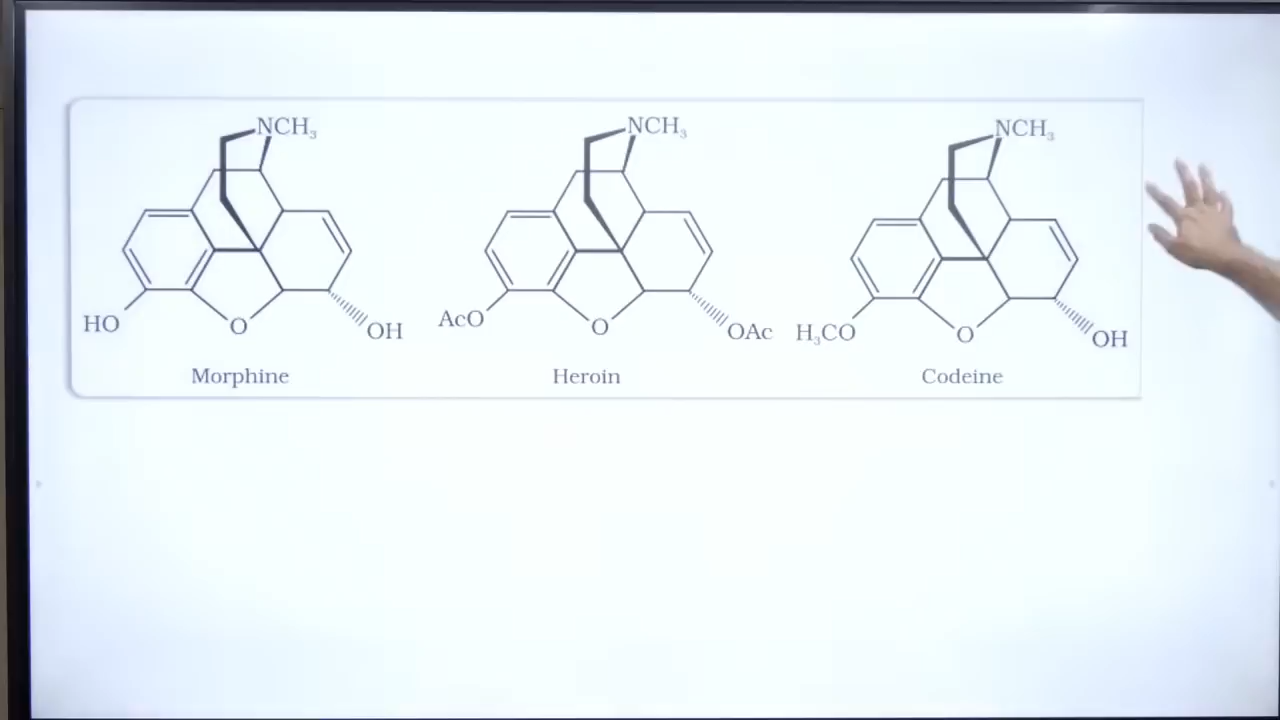 NCH₃
HO
O
OH
Morphine
NCH₃
AcO
O
OAc
Heroin
NCH₃
H₃CO
O
OH
Codeine